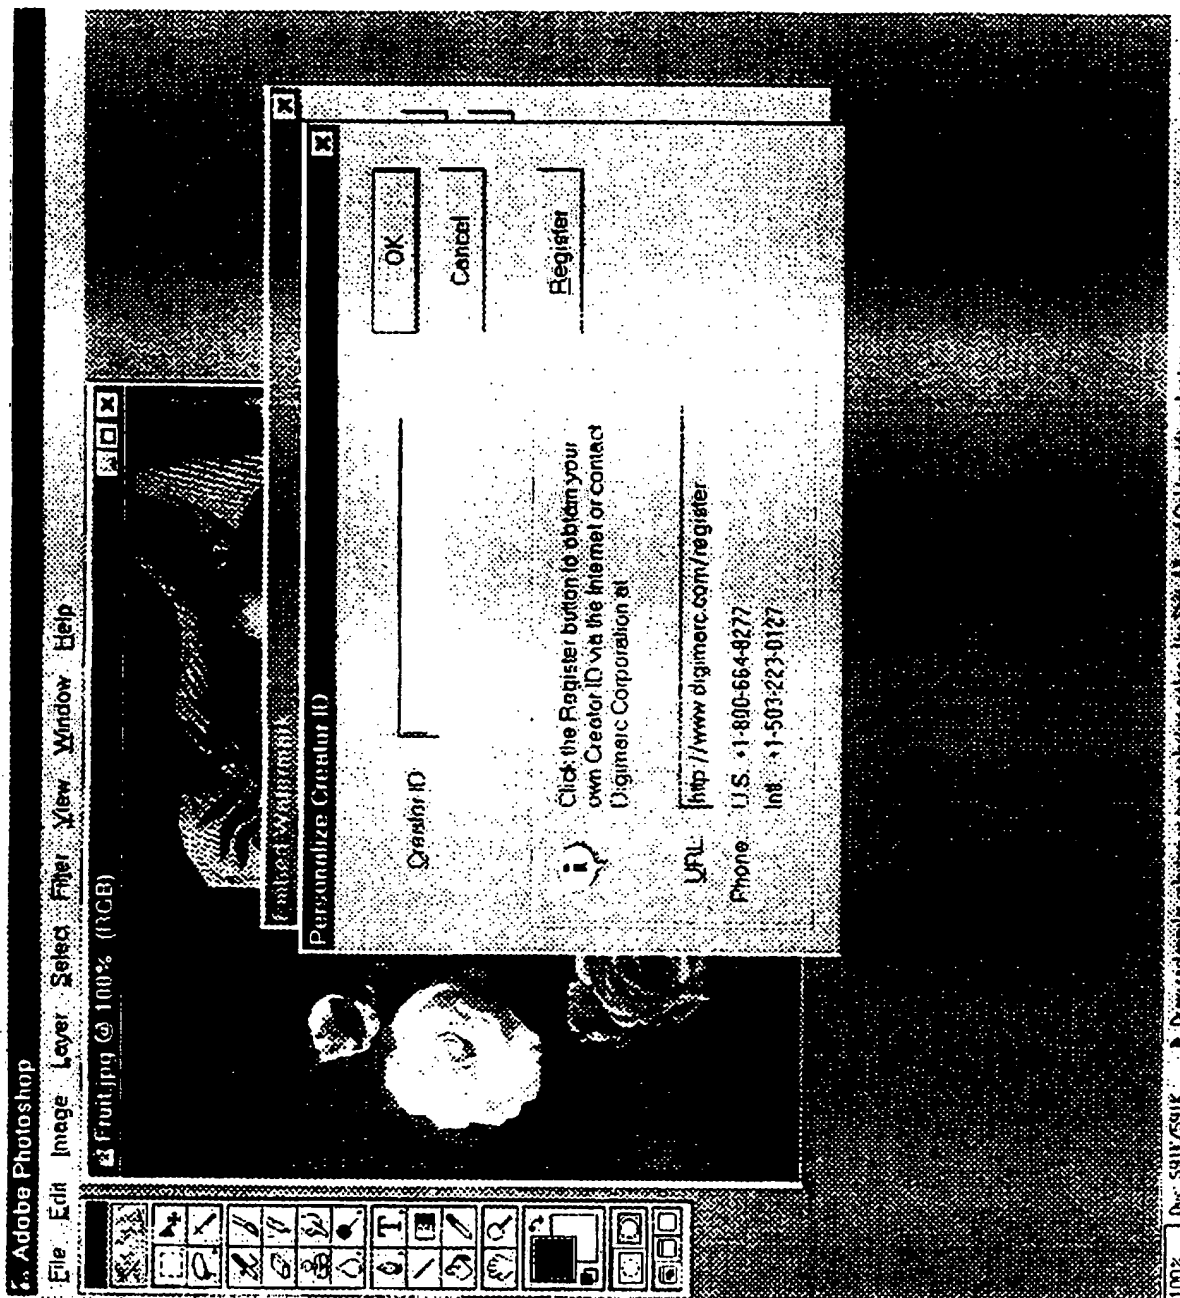 Adobe Photoshop
File Edit Image Layer Select Filter View Window Help
Fruit.jpg @ 100% (RGB)
Embed Watermark
Personalize Creator ID
Creator ID
OK
Cancel
Register
Click the Register button to obtain your
own Creator ID via the Internet or contact
Digimarc Corporation at
URL: http://www.digimarc.com/register
Phone: U.S. +1-800-664-8277
Intl. +1-503-223-0127
T
100%